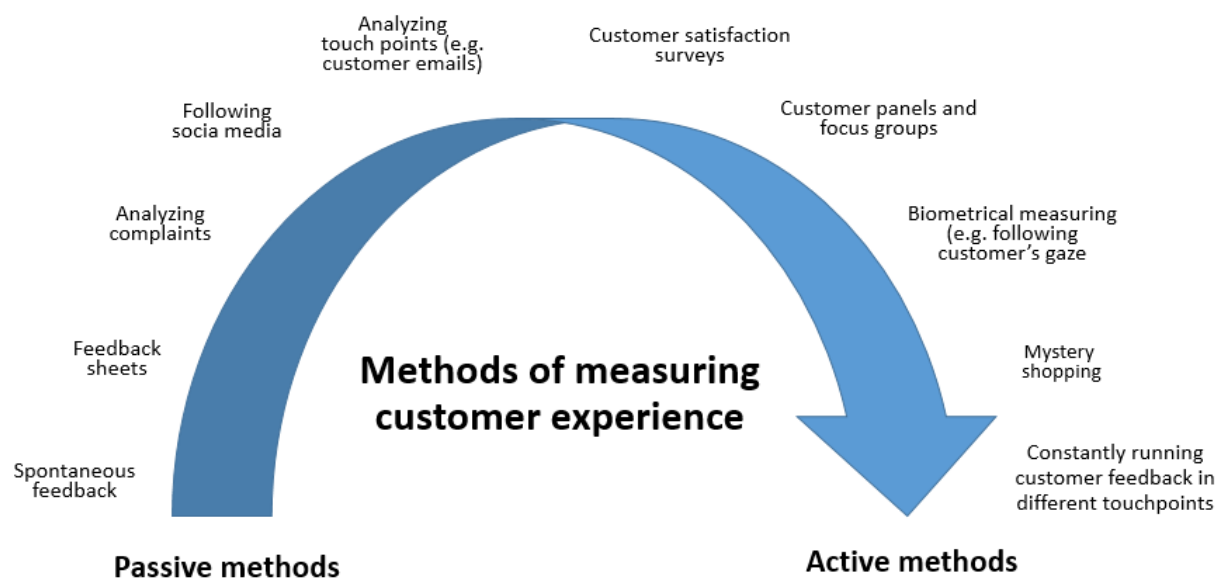 Analyzing
touch points (e.g.
customer emails)
Customer satisfaction
surveys
Following
socia media
Customer panels and
focus groups
Analyzing
complaints
Biometrical measuring
(e.g. following
customer’s gaze
Feedback
sheets
Methods of measuring
customer experience
Mystery
shopping
Spontaneous
feedback
Constantly running
customer feedback in
different touchpoints
Passive methods
Active methods